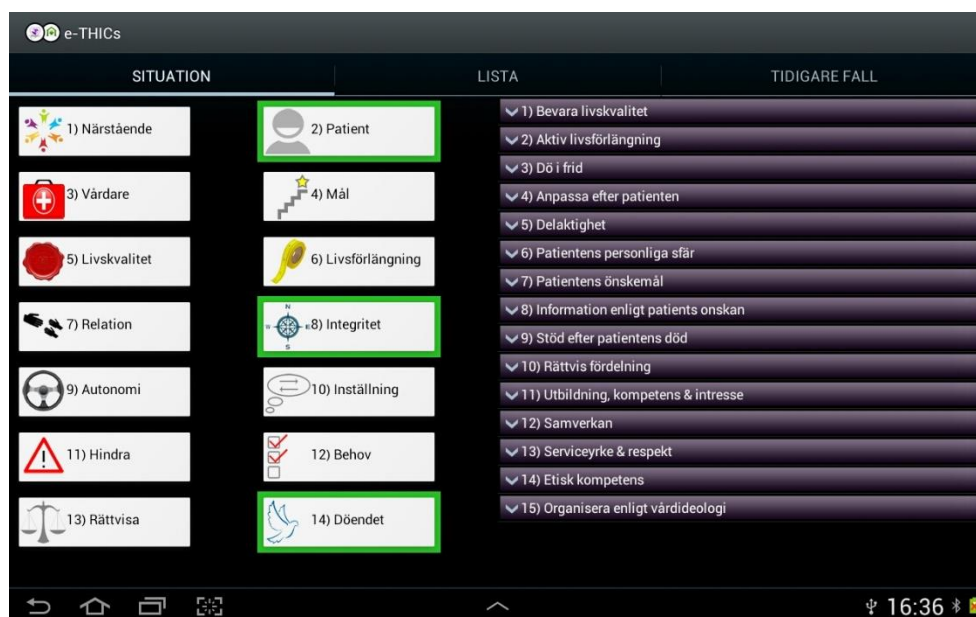 e-THICs
SITUATION
LISTA
TIDIGARE FALL
1) Närstående
2) Patient
3) Vårdare
4) Mål
5) Livskvalitet
6) Livsförlängning
7) Relation
N
8) Integritet
S
9) Autonomi
10) Inställning
11) Hindra
12) Behov
13) Rättvisa
14) Döendet
1) Bevara livskvalitet
2) Aktiv livsförlängning
3) Dö i frid
4) Anpassa efter patienten
5) Delaktighet
6) Patientens personliga sfär
7) Patientens önskemål
8) Information enligt patients onskan
9) Stöd efter patientens död
10) Rättvis fördelning
11) Utbildning, kompetens & intresse
12) Samverkan
13) Serviceyrke & respekt
14) Etisk kompetens
15) Organisera enligt vårdideologi
16:36